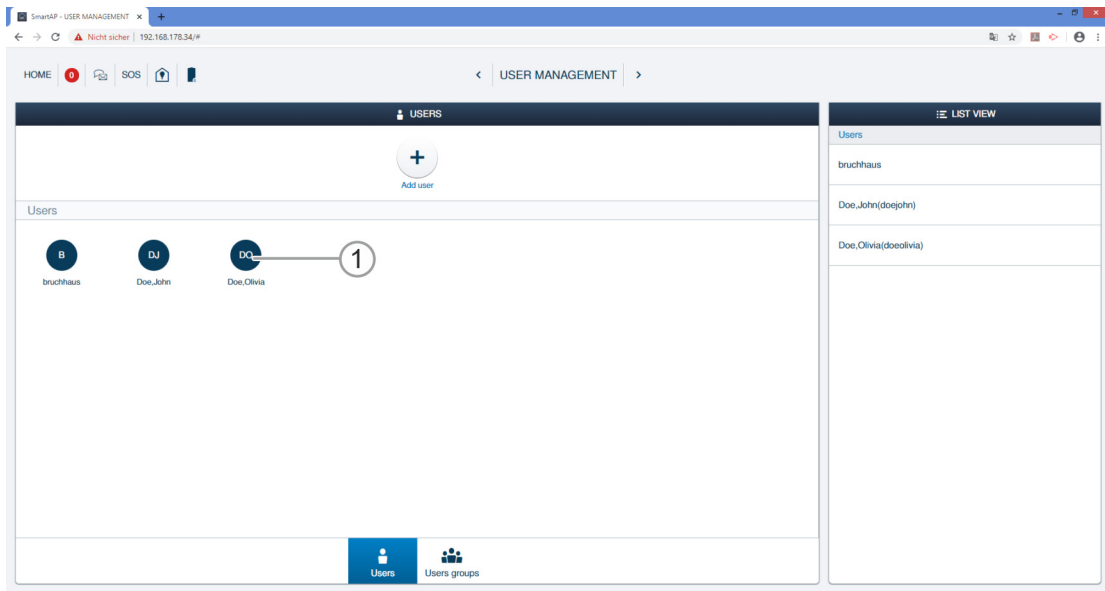 SmartAP - USER MANAGEMENT
Nicht sicher | 192.168.178.34/#
HOME 0 SOS
USER MANAGEMENT
USERS
Add user
Users
B DJ DO 1
bruchhaus Doe,John Doe,Olivia
Users Users groups
LIST VIEW
Users
bruchhaus
Doe,John(doejohn)
Doe,Olivia(doeolivia)